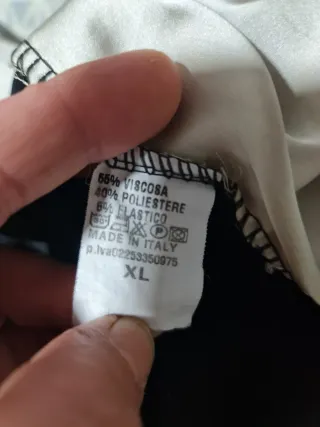 55% VISCOSA
40% POLIESTERE
5% ELASTICO
MADE IN ITALY
p.Iva02253350975
XL